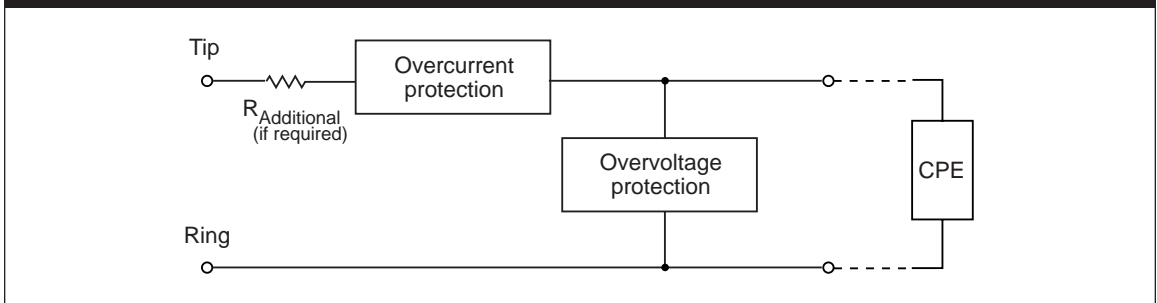 Tip
Overcurrent
protection
RAdditional
(if required)
Overvoltage
protection
CPE
Ring